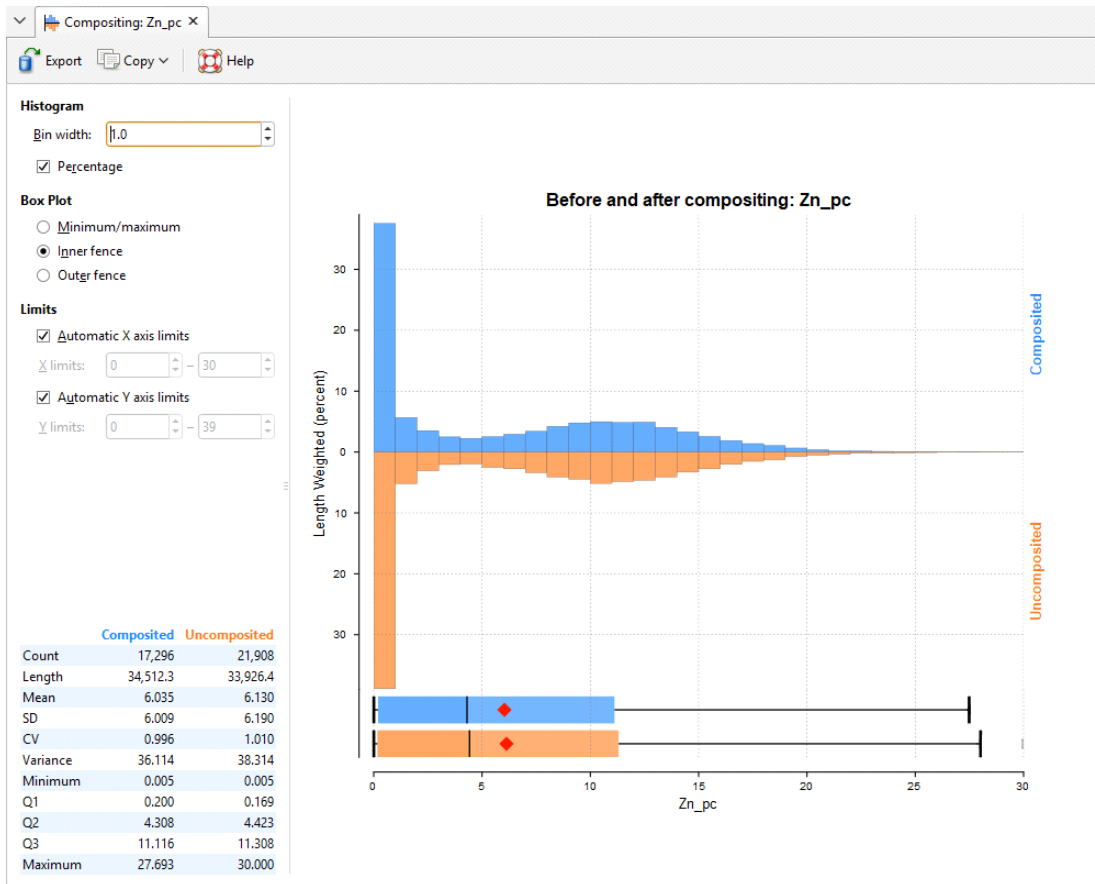 Compositing: Zn_pc
Export Copy Help
Histogram
Bin width: 1.0
Percentage
Box Plot
Minimum/maximum
Inner fence
Outer fence
Limits
Automatic X axis limits
X limits: 0 – 30
Automatic Y axis limits
Y limits: 0 – 39
Composited Uncomposited
Count 17,296 21,908
Length 34,512.3 33,926.4
Mean 6.035 6.130
SD 6.009 6.190
CV 0.996 1.010
Variance 36.114 38.314
Minimum 0.005 0.005
Q1 0.200 0.169
Q2 4.308 4.423
Q3 11.116 11.308
Maximum 27.693 30.000
Before and after compositing: Zn_pc
Length Weighted (percent)
30
20
10
0
10
20
30
Composited
Uncomposited
0 5 10 15 20 25 30
Zn_pc